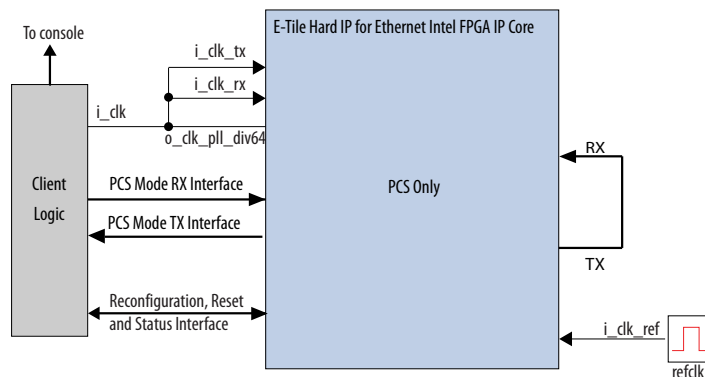 To console
E-Tile Hard IP for Ethernet Intel FPGA IP Core
i_clk_tx
i_clk_rx
i_clk
o_clk_pll_div64
Client
Logic
PCS Mode RX Interface
PCS Mode TX Interface
PCS Only
RX
TX
Reconfiguration, Reset
and Status Interface
i_clk_ref
refclk